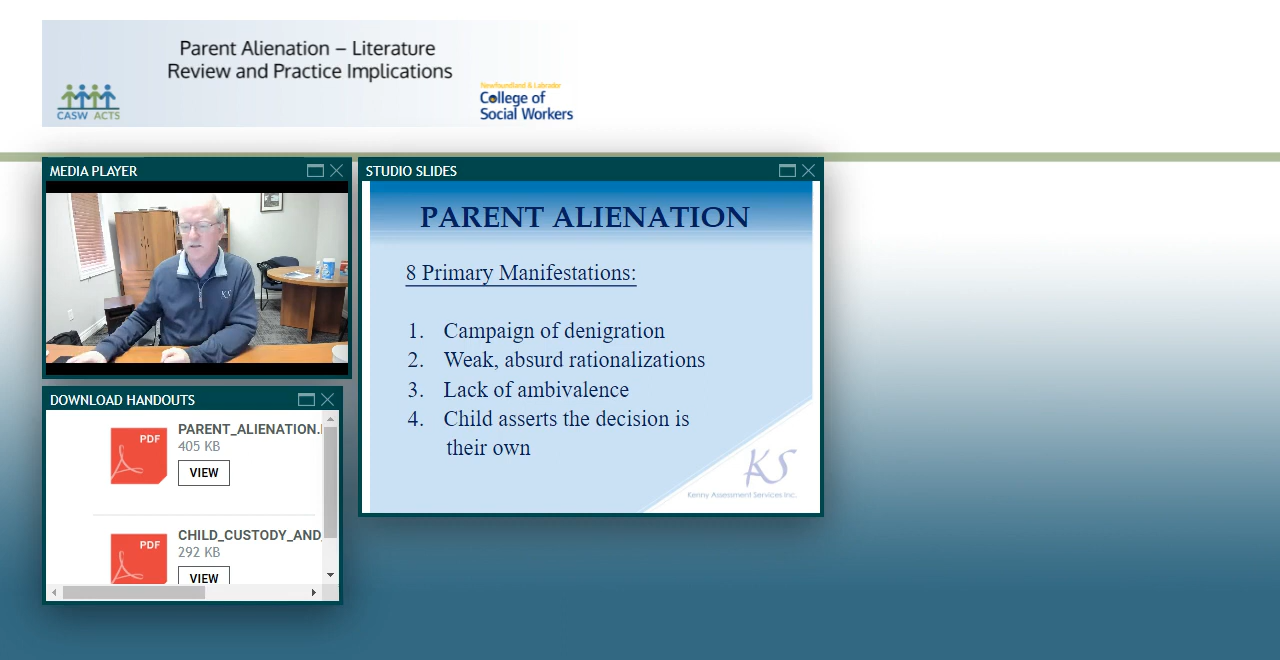 Parent Alienation – Literature
Review and Practice Implications
CASW ACTS
Newfoundland & Labrador
College of
Social Workers
MEDIA PLAYER
KS
STUDIO SLIDES
PARENT ALIENATION
8 Primary Manifestations:
1. Campaign of denigration
2. Weak, absurd rationalizations
3. Lack of ambivalence
4. Child asserts the decision is
their own
KS
Kenny Assessment Services Inc.
DOWNLOAD HANDOUTS
PDF
PARENT_ALIENATION.
405 KB
VIEW
PDF
CHILD_CUSTODY_AND_
292 KB
VIEW